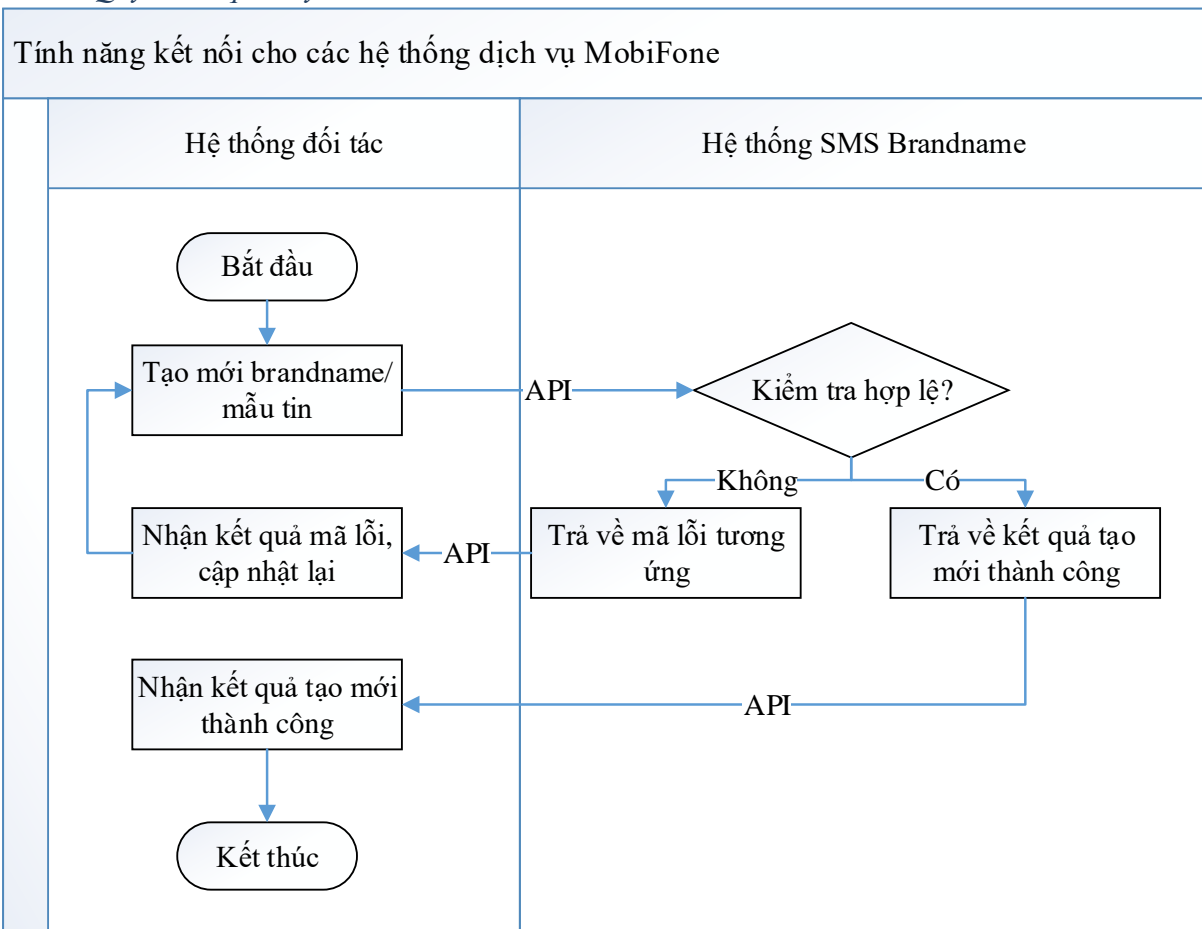 Tính năng kết nối cho các hệ thống dịch vụ MobiFone
Hệ thống đối tác
Hệ thống SMS Brandname
Bắt đầu
Tạo mới brandname/
mẫu tin
API
Kiểm tra hợp lệ?
Không
Có
Nhận kết quả mã lỗi,
cập nhật lại
API
Trả về mã lỗi tương
ứng
Trả về kết quả tạo
mới thành công
Nhận kết quả tạo mới
thành công
API
Kết thúc